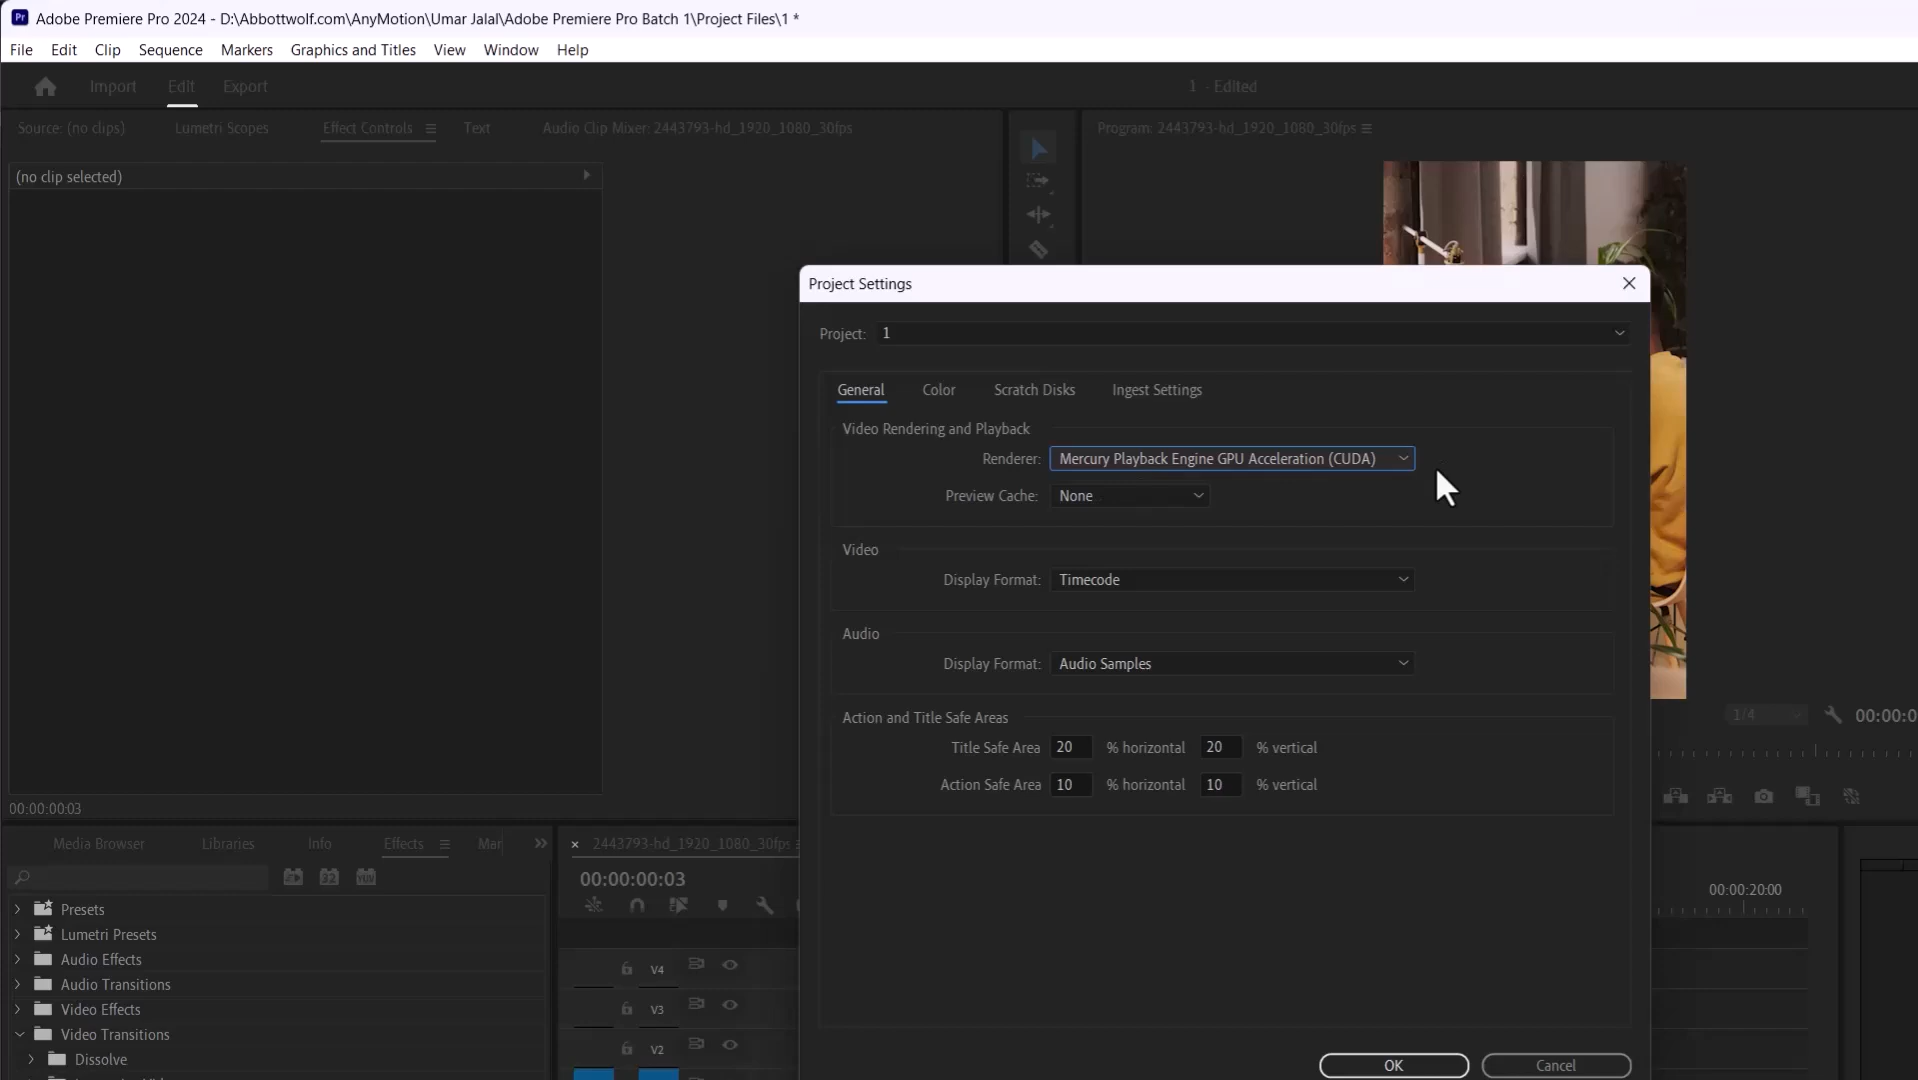 Adobe Premiere Pro 2024 - D:\Abbottwolf.com\AnyMotion\Umar Jalal\Adobe Premiere Pro Batch 1\Project Files\1 *
File Edit Clip Sequence Markers Graphics and Titles View Window Help
Import Edit Export 1 - Edited
Source: (no clips) Lumetri Scopes Effect Controls Text Audio Clip Mixer: 2443793-hd_1920_1080_30fps Program: 2443793-hd_1920_1080_30fps
(no clip selected)
Project Settings
Project: 1
General Color Scratch Disks Ingest Settings
Video Rendering and Playback
Renderer: Mercury Playback Engine GPU Acceleration (CUDA)
Preview Cache: None
Video
Display Format: Timecode
Audio
Display Format: Audio Samples
Action and Title Safe Areas
Title Safe Area 20 % horizontal 20 % vertical
Action Safe Area 10 % horizontal 10 % vertical
OK Cancel
1/4 00:00:0
00:00:00:03
Media Browser Libraries Info Effects Mar
2443793-hd_1920_1080_30fps
00:00:00:03
00:00:20:00
Presets
Lumetri Presets
Audio Effects
Audio Transitions
Video Effects
Video Transitions
Dissolve
V4
V3
V2